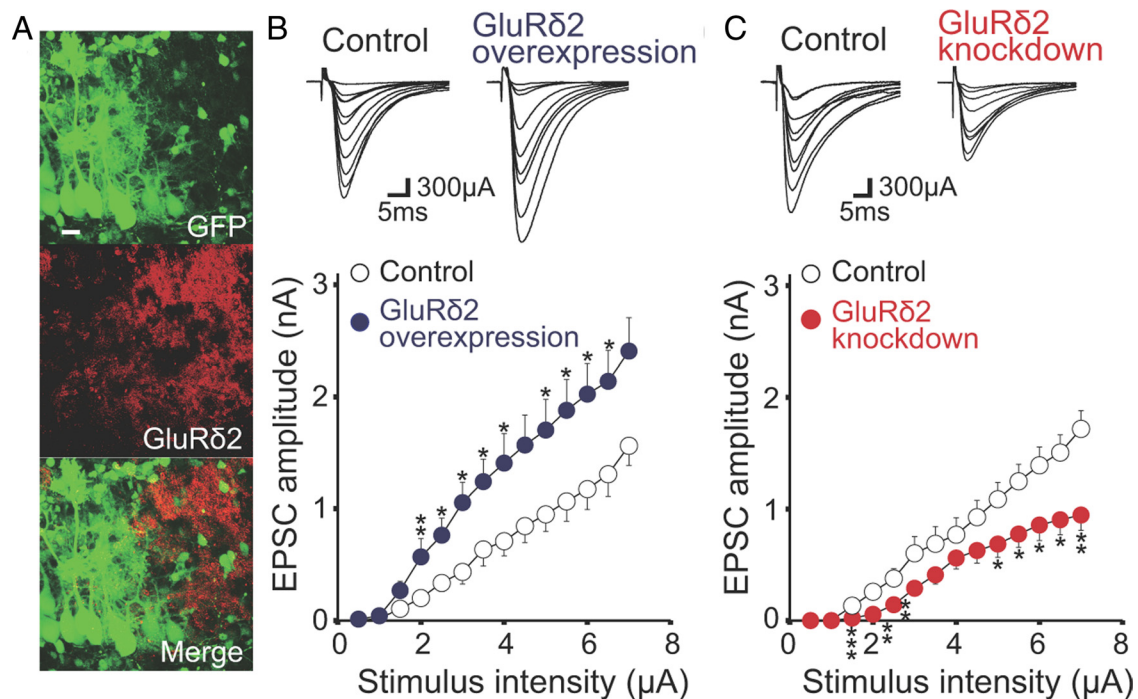 A
GFP
GluRδ2
Merge
B
Control
GluRδ2
overexpression
300µA
5ms
Control
GluRδ2
overexpression
EPSC amplitude (nA)
3
2
1
0
**
*
*
*
*
*
*
*
*
0
2
4
6
8
Stimulus intensity (µA)
C
Control
GluRδ2
knockdown
300µA
5ms
300µA
5ms
Control
GluRδ2
knockdown
EPSC amplitude (nA)
3
2
1
0
***
**
**
*
*
*
*
**
0
2
4
6
8
Stimulus intensity (µA)